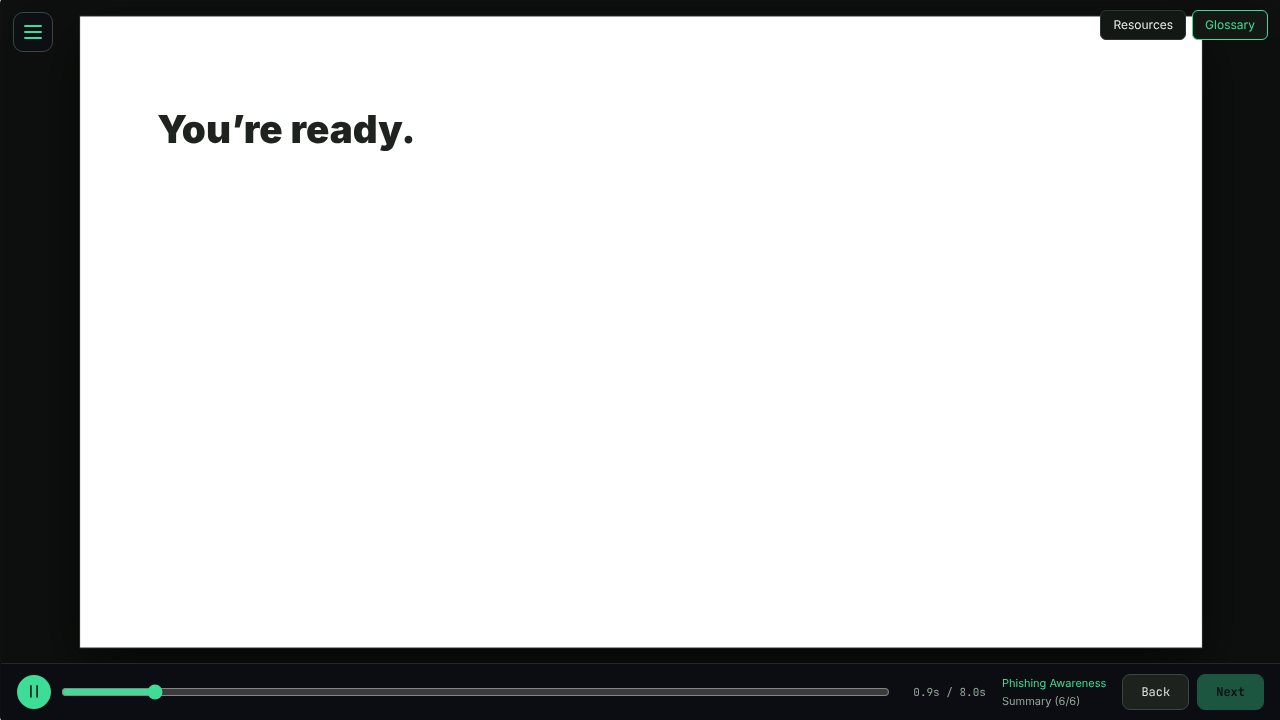 Resources
Glossary
You’re ready.
0.9s / 8.0s
Phishing Awareness
Summary (6/6)
Back
Next